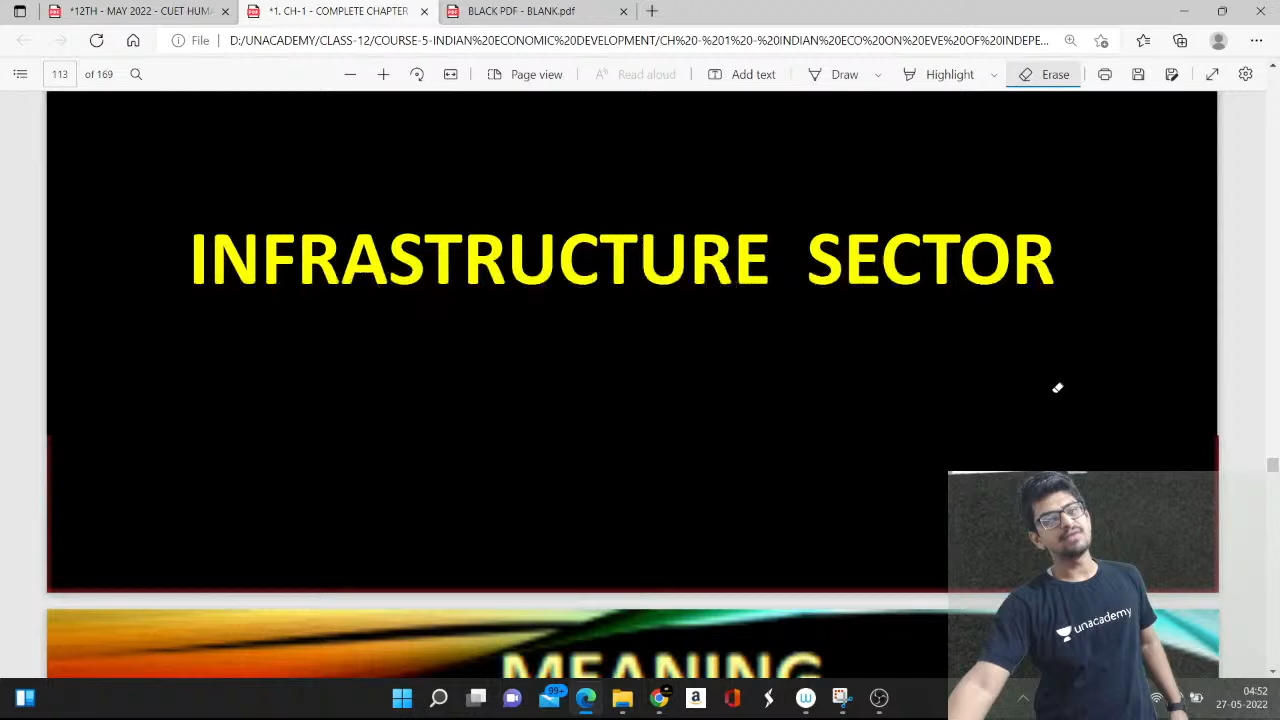 *12TH - MAY 2022 - CUET HUMA
*1. CH-1 - COMPLETE CHAPTER
BLACK PDF - BLANK.pdf
File
D:/UNACADEMY/CLASS-12/COURSE-5-INDIAN%20ECONOMIC%20DEVELOPMENT/CH%20-%201%20-%20INDIAN%20ECO%20ON%20EVE%20OF%20INDEPE...
113 of 169
Page view
Read aloud
Add text
Draw
Highlight
Erase
INFRASTRUCTURE SECTOR
unacademy
MEANING
99+
04:52
27-05-2022